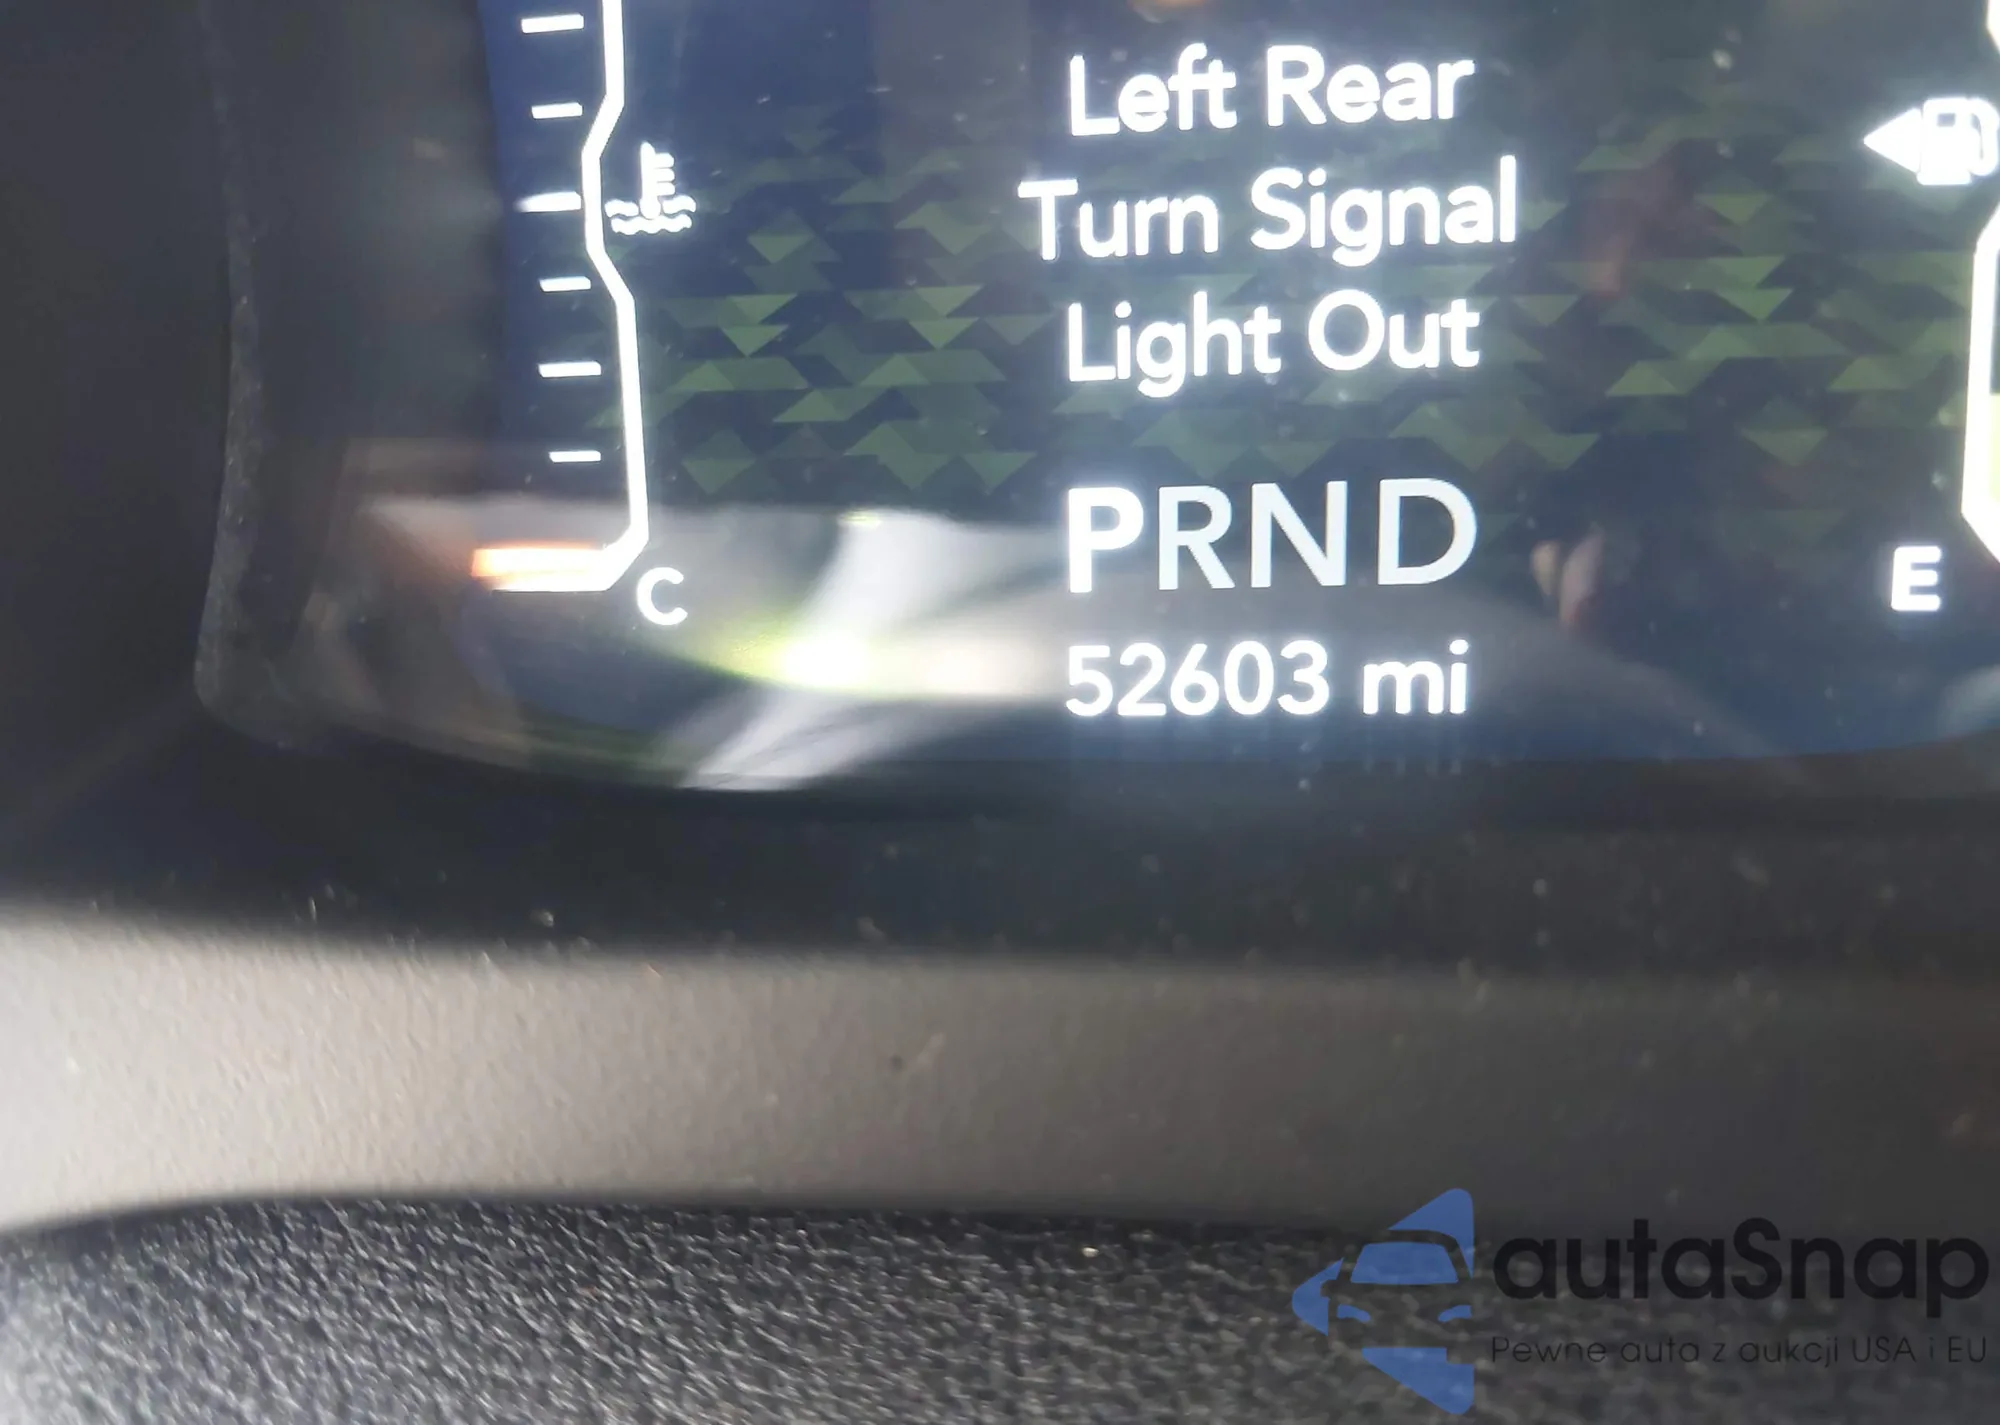 Left Rear
Turn Signal
Light Out
PRND
C
E
52603 mi
autaSnap
Pewne auta z aukcji USA i EU